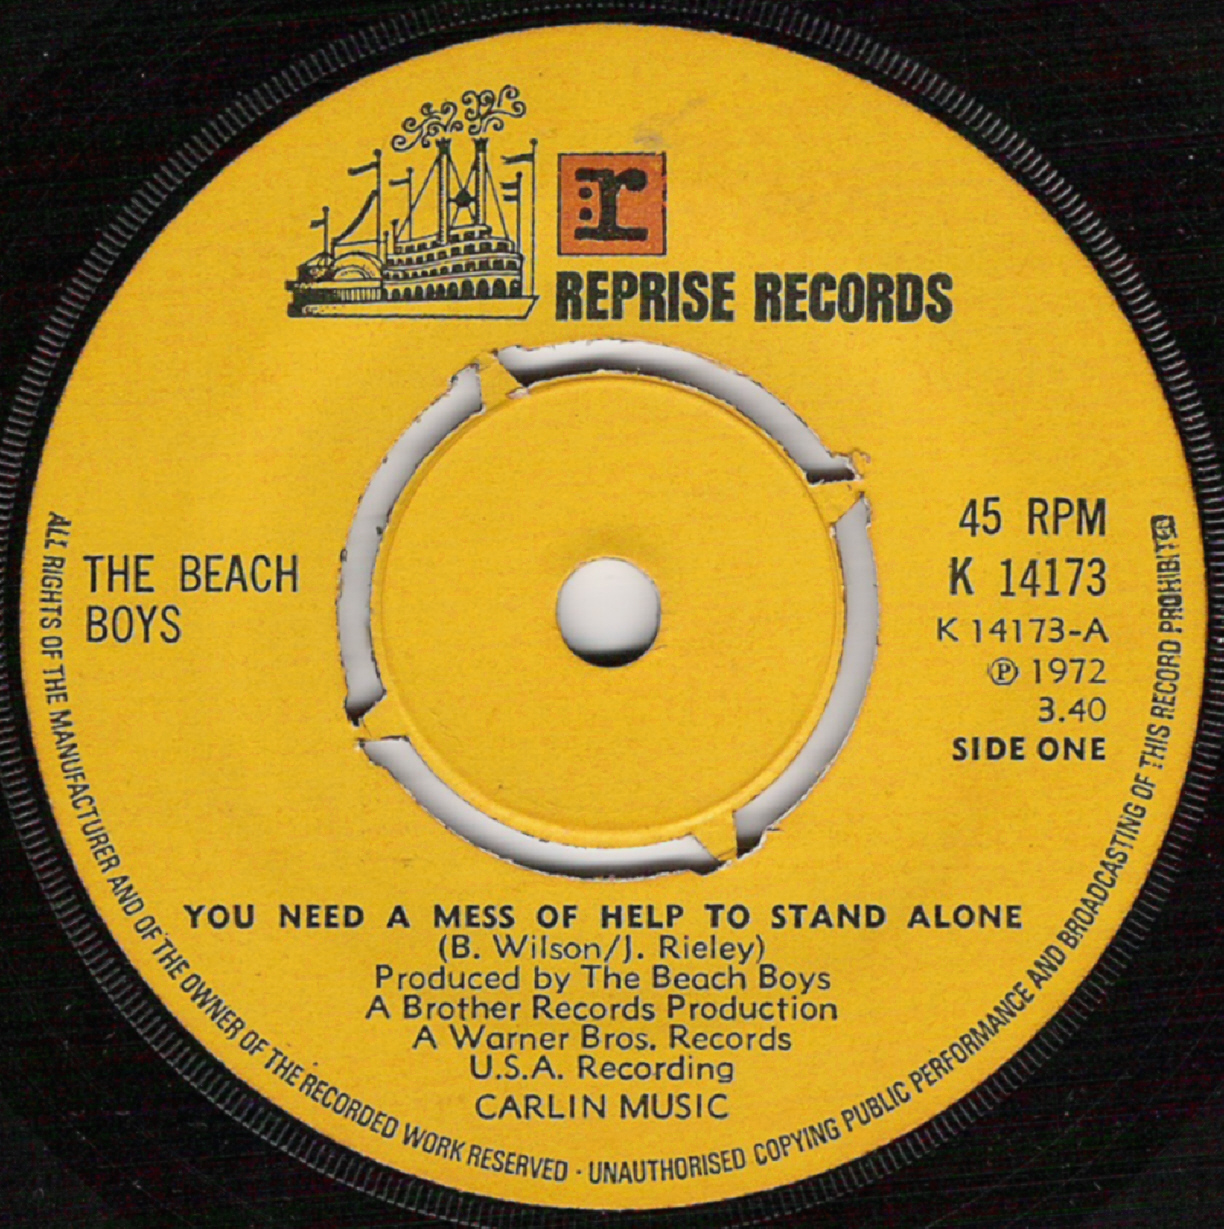 r
REPRISE RECORDS
THE BEACH
BOYS
45 RPM
K 14173
K 14173-A
Ⓟ 1972
3.40
SIDE ONE
YOU NEED A MESS OF HELP TO STAND ALONE
(B. Wilson/J. Rieley)
Produced by The Beach Boys
A Brother Records Production
A Warner Bros. Records
U.S.A. Recording
CARLIN MUSIC
ALL RIGHTS OF THE MANUFACTURER AND OF THE OWNER OF THE RECORDED WORK RESERVED · UNAUTHORISED COPYING PUBLIC PERFORMANCE AND BROADCASTING OF THIS RECORD PROHIBITED